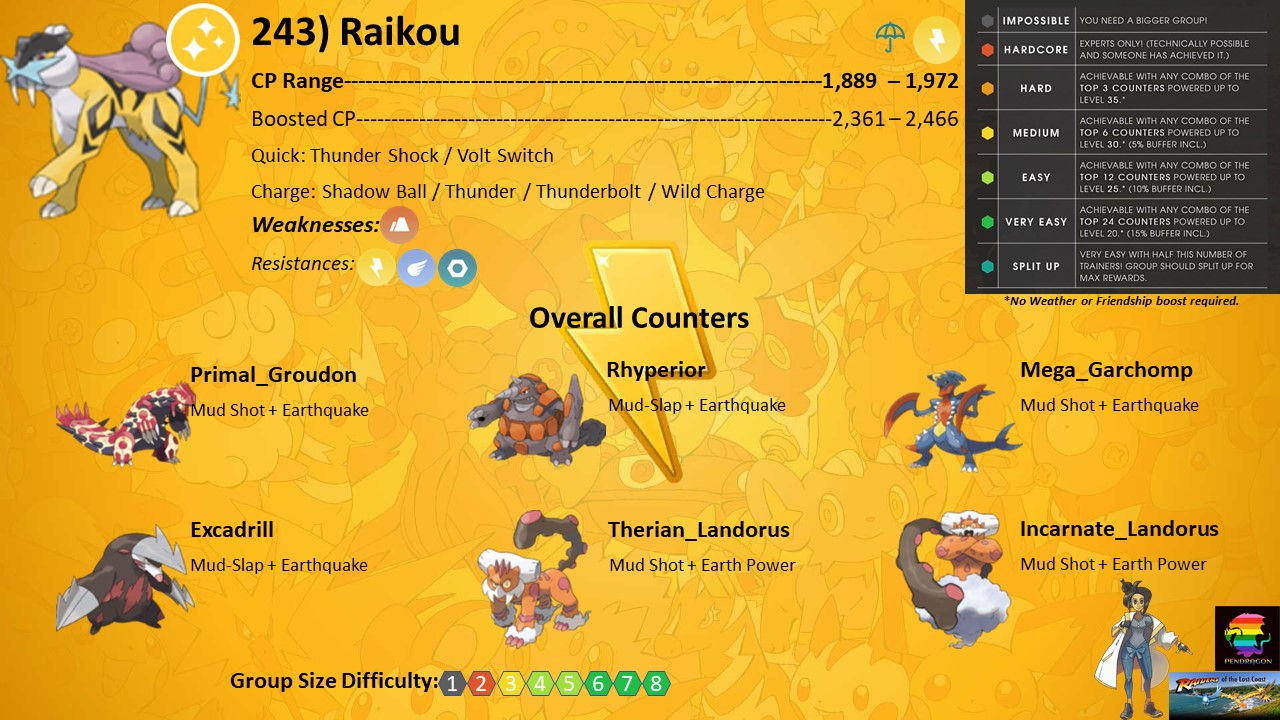 243) Raikou
CP Range--------------------------------------------------------------------1,889 – 1,972
Boosted CP--------------------------------------------------------------------2,361 – 2,466
Quick: Thunder Shock / Volt Switch
Charge: Shadow Ball / Thunder / Thunderbolt / Wild Charge
Weaknesses:
Resistances:
IMPOSSIBLE YOU NEED A BIGGER GROUP!
HARDCORE EXPERTS ONLY! (TECHNICALLY POSSIBLE
AND SOMEONE HAS ACHIEVED IT.)
HARD ACHIEVABLE WITH ANY COMBO OF THE
TOP 3 COUNTERS POWERED UP TO
LEVEL 35.*
MEDIUM ACHIEVABLE WITH ANY COMBO OF THE
TOP 6 COUNTERS POWERED UP TO
LEVEL 30.* (5% BUFFER INCL.)
EASY ACHIEVABLE WITH ANY COMBO OF THE
TOP 12 COUNTERS POWERED UP TO
LEVEL 25.* (10% BUFFER INCL.)
VERY EASY ACHIEVABLE WITH ANY COMBO OF THE
TOP 24 COUNTERS POWERED UP TO
LEVEL 20.* (15% BUFFER INCL.)
SPLIT UP VERY EASY WITH HALF THIS NUMBER OF
TRAINERS! GROUP SHOULD SPLIT UP FOR
MAX REWARDS.
*No Weather or Friendship boost required.
Overall Counters
Primal_Groudon
Mud Shot + Earthquake
Rhyperior
Mud-Slap + Earthquake
Mega_Garchomp
Mud Shot + Earthquake
Excadrill
Mud-Slap + Earthquake
Therian_Landorus
Mud Shot + Earth Power
Incarnate_Landorus
Mud Shot + Earth Power
Group Size Difficulty: 1 2 3 4 5 6 7 8
PENDRAGON
RAIDERS of the Lost Coast